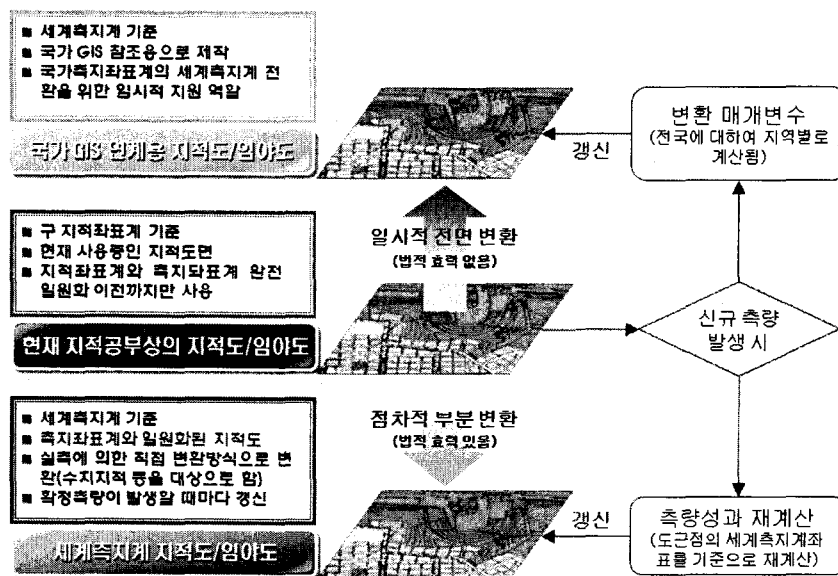 ■ 세계측지계 기준
■ 국가 GIS 참조용으로 제작
■ 국가측지좌표계의 세계측지계 전
환을 위한 임시적 지원 역할
국가 GIS 연계용 지적도/임야도
변환 매개변수
(전국에 대하여 지역별로
계산됨)
갱신
■ 구 지적좌표계 기준
■ 현재 사용중인 지적도면
■ 지적좌표계와 측지좌표계 완전
일원화 이전까지만 사용
현재 지적공부상의 지적도/임야도
일시적 전면 변환
(법적 효력 없음)
신규 측량
발생 시
■ 세계측지계 기준
■ 측지좌표계와 일원화된 지적도
■ 실측에 의한 직접 변환방식으로 변
환(수치지적 등을 대상으로 함)
■ 확정측량이 발생할 때마다 갱신
세계측지계 지적도/임야도
점차적 부분 변환
(법적 효력 있음)
갱신
측량성과 재계산
(도근점의 세계측지계좌
표를 기준으로 재계산)